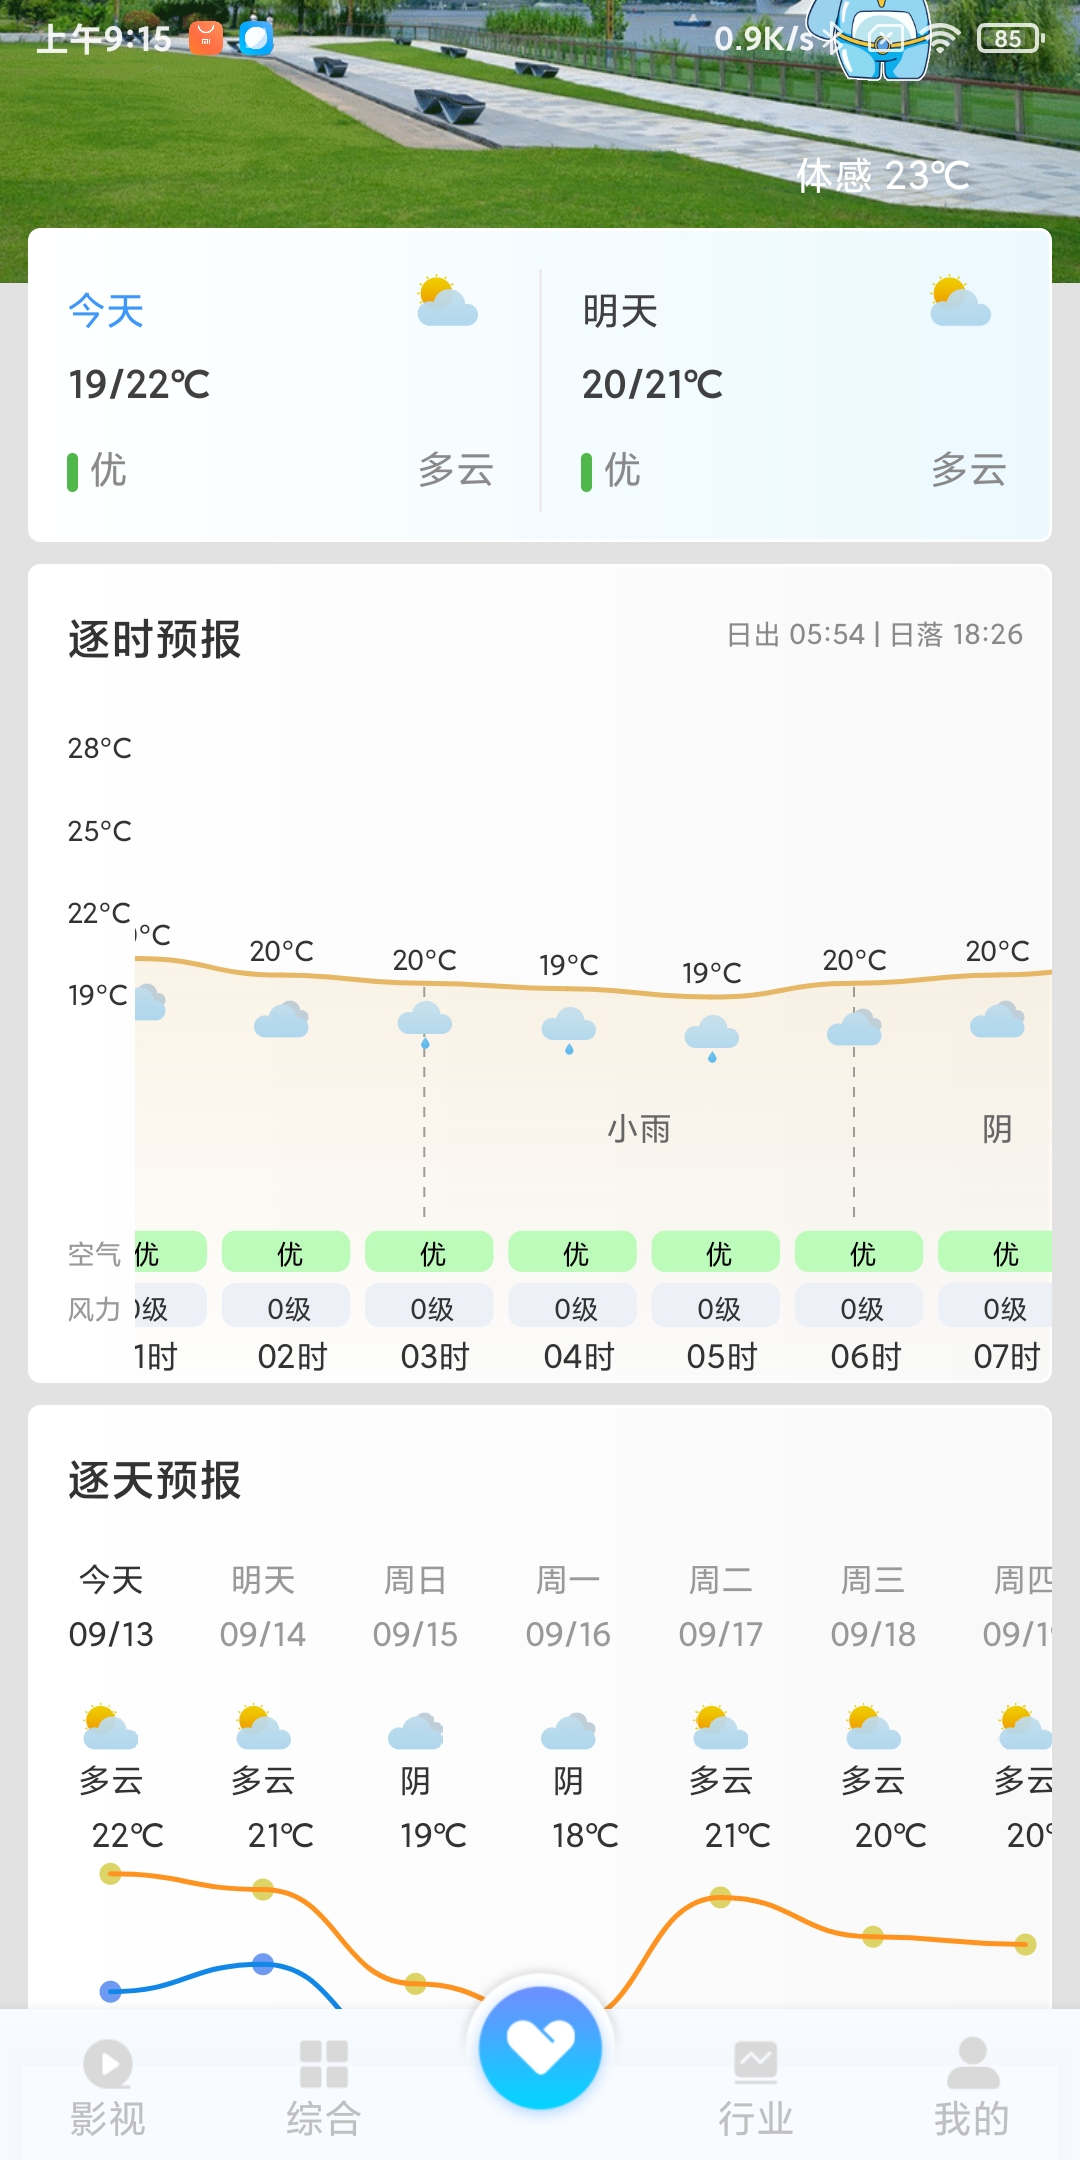 上午9:15 0.9K/s 85
体感 23℃
今天 明天
19/22℃ 20/21℃
优 多云 优 多云
逐时预报 日出 05:54 | 日落 18:26
28°C
25°C
22°C
°C 20°C 20°C 19°C 19°C 20°C 20°C
19°C
小雨 阴
空气 优 优 优 优 优 优 优
风力 级 0级 0级 0级 0级 0级 0级
1时 02时 03时 04时 05时 06时 07时
逐天预报
今天 明天 周日 周一 周二 周三 周四
09/13 09/14 09/15 09/16 09/17 09/18 09/1
多云 多云 阴 阴 多云 多云 多云
22℃ 21℃ 19℃ 18℃ 21℃ 20℃ 20°
影视 综合 行业 我的